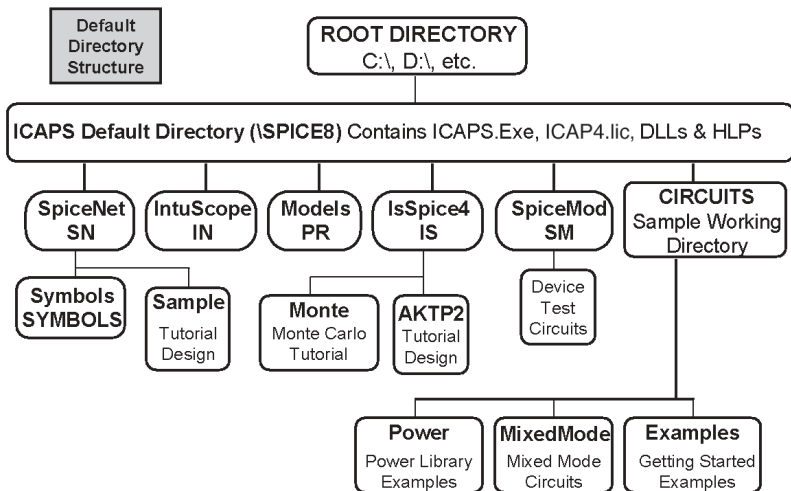 Default
Directory
Structure
ROOT DIRECTORY
C:\, D:\, etc.
ICAPS Default Directory (\SPICE8) Contains ICAPS.Exe, ICAP4.lic, DLLs & HLPs
SpiceNet
SN
IntuScope
IN
Models
PR
IsSpice4
IS
SpiceMod
SM
CIRCUITS
Sample Working
Directory
Symbols
SYMBOLS
Sample
Tutorial
Design
Monte
Monte Carlo
Tutorial
AKTP2
Tutorial
Design
Device
Test
Circuits
Power
Power Library
Examples
MixedMode
Mixed Mode
Circuits
Examples
Getting Started
Examples